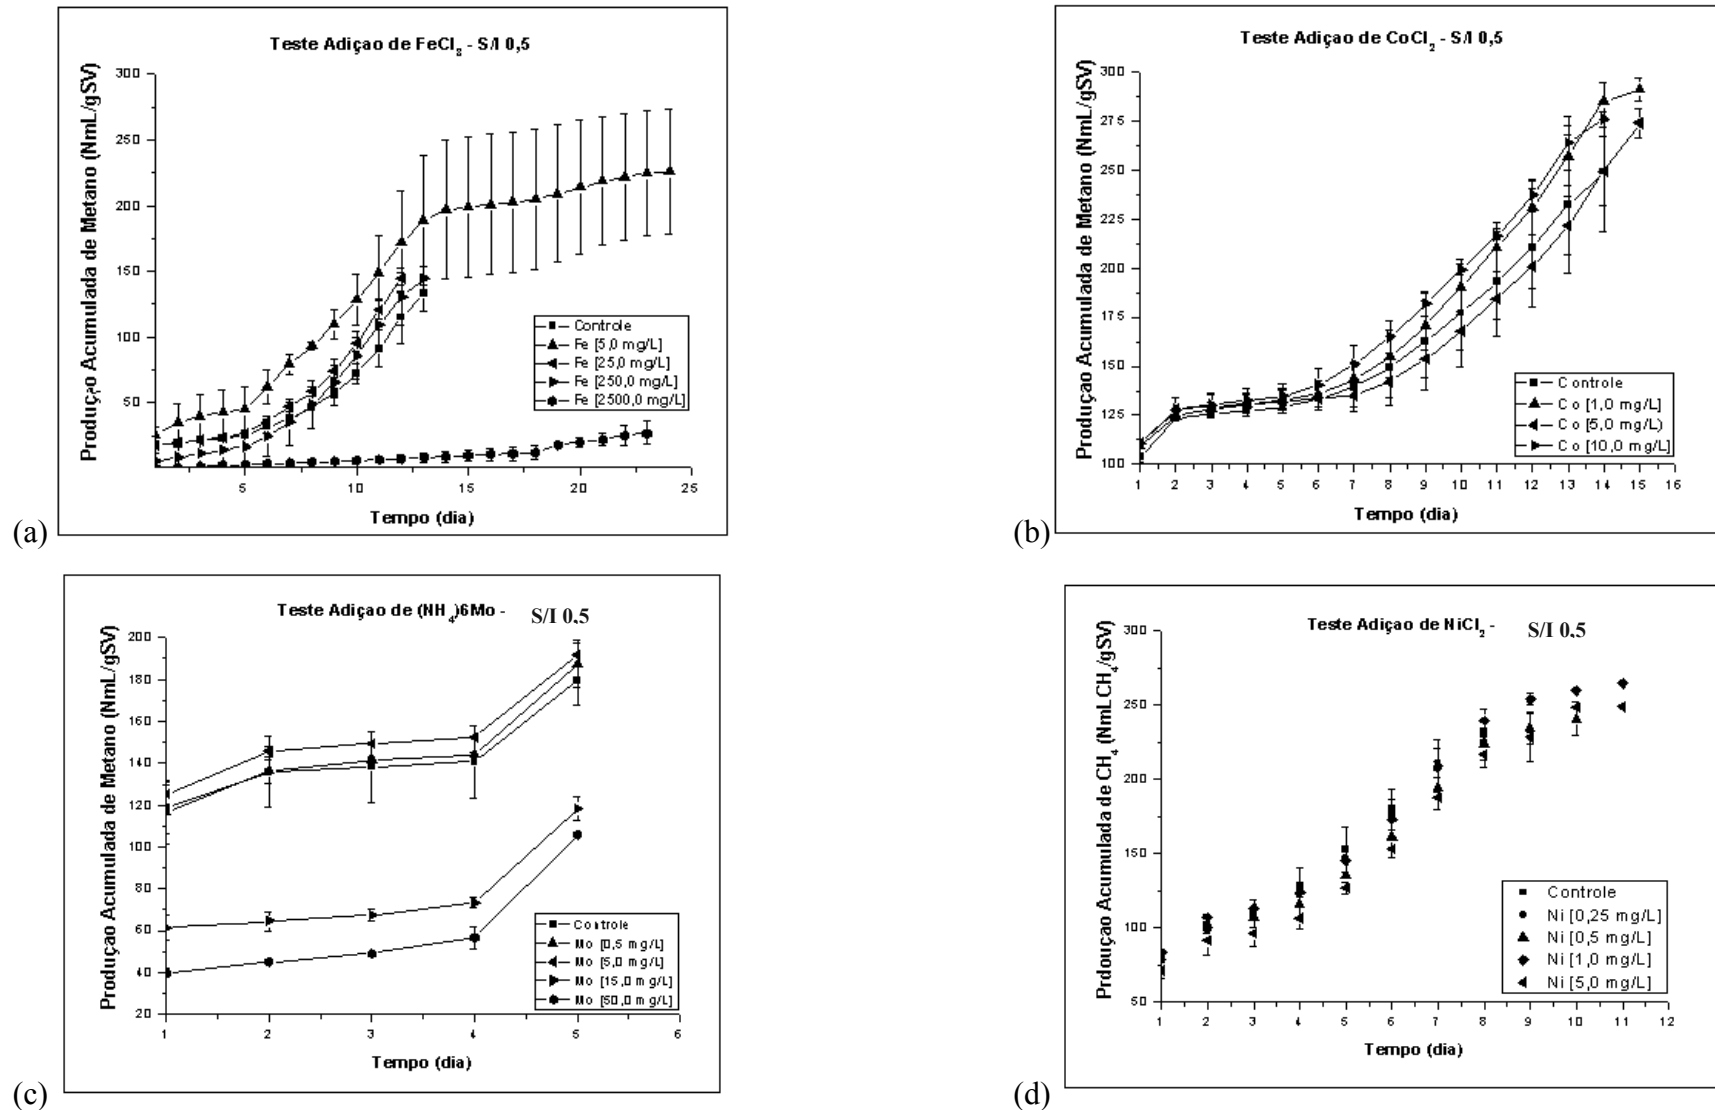 Teste Adiçao de FeCl₃ - S/I 0,5
Produçao Acumulada de Metano (NmL/gSV)
300
250
200
150
100
50
5
10
15
20
25
Tempo (dia)
Controle
Fe [5,0 mg/L]
Fe [25,0 mg/L]
Fe [250,0 mg/L]
Fe [2500,0 mg/L]
(a)
Teste Adiçao de CoCl₂ - S/I 0,5
Produçao Acumulada de Metano (NmL/gSV)
300
275
250
225
200
175
150
125
100
1 2 3 4 5 6 7 8 9 10 11 12 13 14 15 16
Tempo (dia)
Controle
Co [1,0 mg/L]
Co [5,0 mg/L)
Co [10,0 mg/L]
(b)
Teste Adiçao de (NH₄)6Mo - S/I 0,5
Produçao Acumulada de Metano (NmL/gSV)
200
180
160
140
120
100
80
60
40
20
1 2 3 4 5 6
Tempo (dia)
Controle
Mo [0,5 mg/L]
Mo [5,0 mg/L]
Mo [15,0 mg/L]
Mo [50,0 mg/L]
(c)
Teste Adiçao de NiCl₂ - S/I 0,5
Prdouçao Acumulada de CH₄ (NmLCH₄/gSV)
300
250
200
150
100
50
1 2 3 4 5 6 7 8 9 10 11 12
Tempo (dia)
Controle
Ni [0,25 mg/L]
Ni [0,5 mg/L]
Ni [1,0 mg/L]
Ni [5,0 mg/L]
(d)